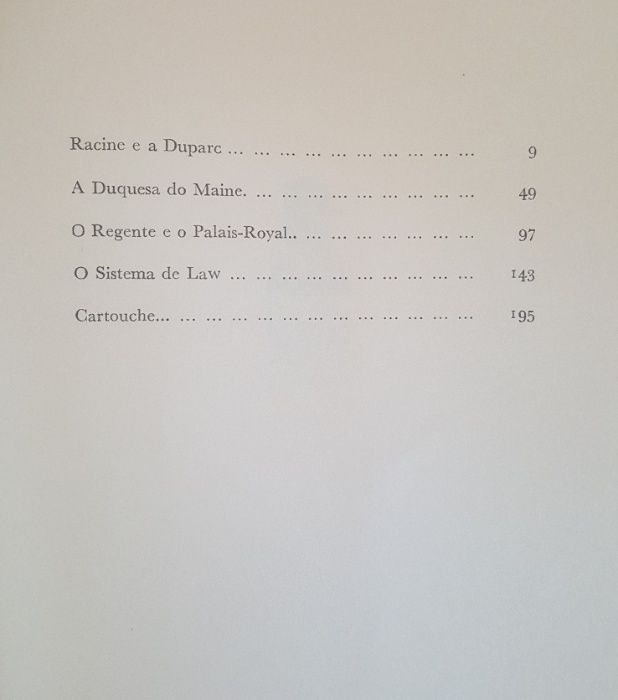 Racine e a Duparc ... ... ... ... ... ... ... ... ... ... 9
A Duquesa do Maine. ... ... ... ... ... ... ... ... ... 49
O Regente e o Palais-Royal.. ... ... ... ... ... ... ... 97
O Sistema de Law ... ... ... ... ... ... ... ... ... ... 143
Cartouche... ... ... ... ... ... ... ... ... ... ... ... ... 195